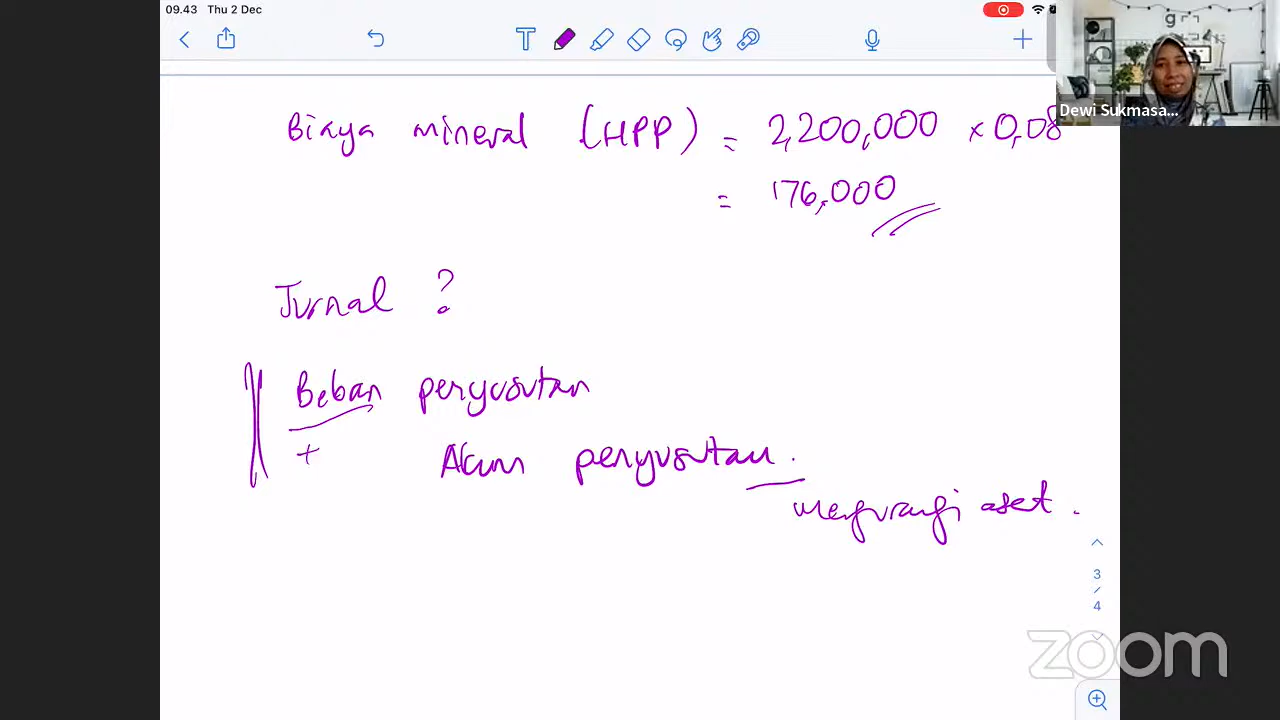 09.43 Thu 2 Dec
Dewi Sukmasa...
Biaya mineral (HPP) = 2,200,000 × 0,08
= 176,000
Jurnal ?
Beban penyusutan
+
Akum penyusutan.
mengurangi aset.
3
/
4
zoom